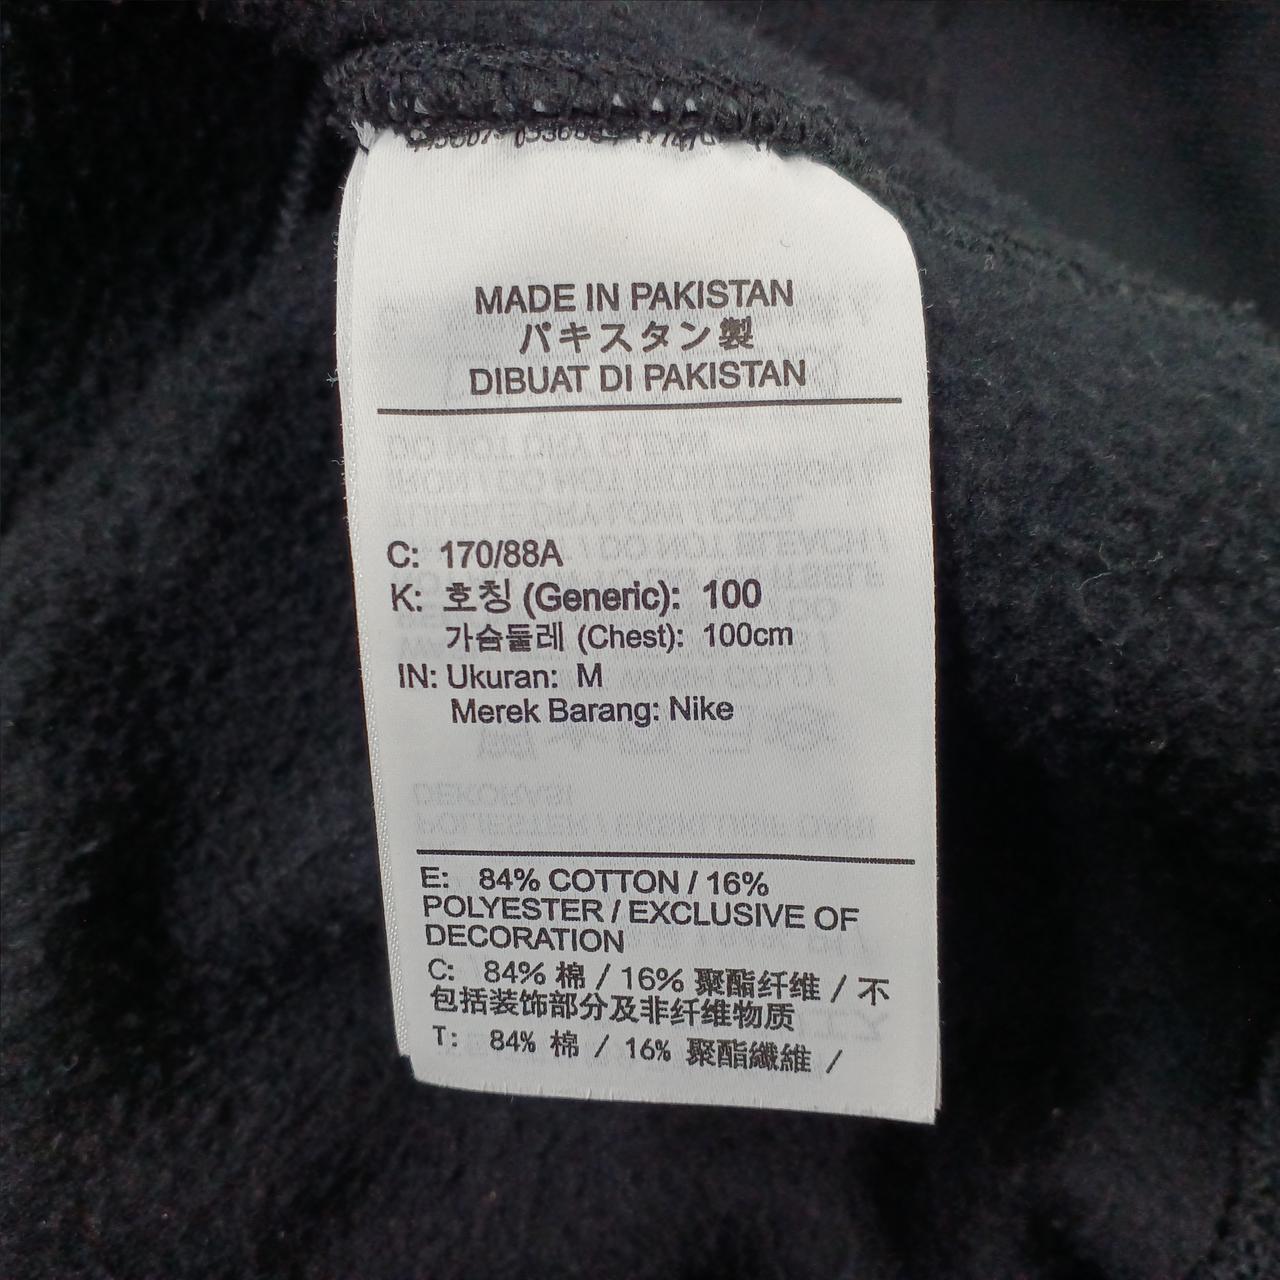 MADE IN PAKISTAN
パキスタン製
DIBUAT DI PAKISTAN
C: 170/88A
K: 호칭 (Generic): 100
가슴둘레 (Chest): 100cm
IN: Ukuran: M
Merek Barang: Nike
E: 84% COTTON / 16%
POLYESTER / EXCLUSIVE OF
DECORATION
C: 84% 棉 / 16% 聚酯纤维 / 不
包括装饰部分及非纤维物质
T: 84% 棉 / 16% 聚酯纖維 /